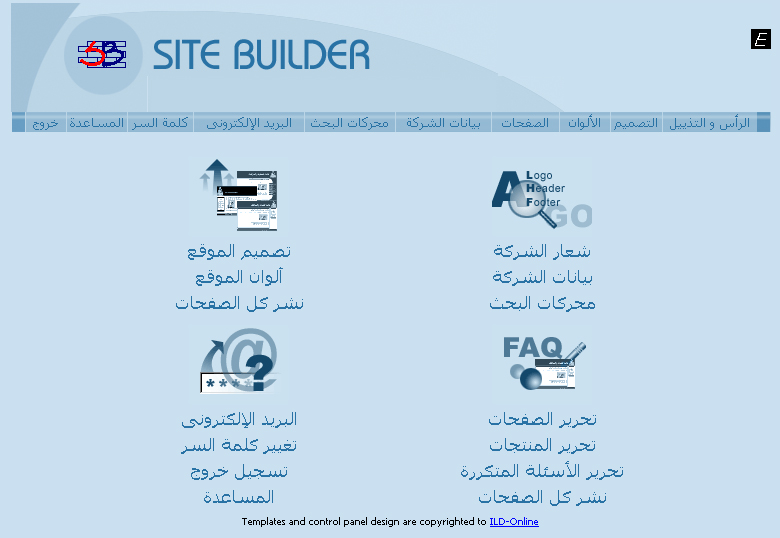 SB SITE BUILDER
E
الرأس و التذييل التصميم الألوان الصفحات بيانات الشركة محركات البحث البريد الإلكترونى كلمة السر المساعدة خروج
A Logo
Header
Footer
GO
شعار الشركة
بيانات الشركة
محركات البحث
تصميم الموقع
ألوان الموقع
نشر كل الصفحات
FAQ
تحرير الصفحات
تحرير المنتجات
تحرير الأسئلة المتكررة
نشر كل الصفحات
@ ?
****
البريد الإلكترونى
تغيير كلمة السر
تسجيل خروج
المساعدة
Templates and control panel design are copyrighted to ILD-Online